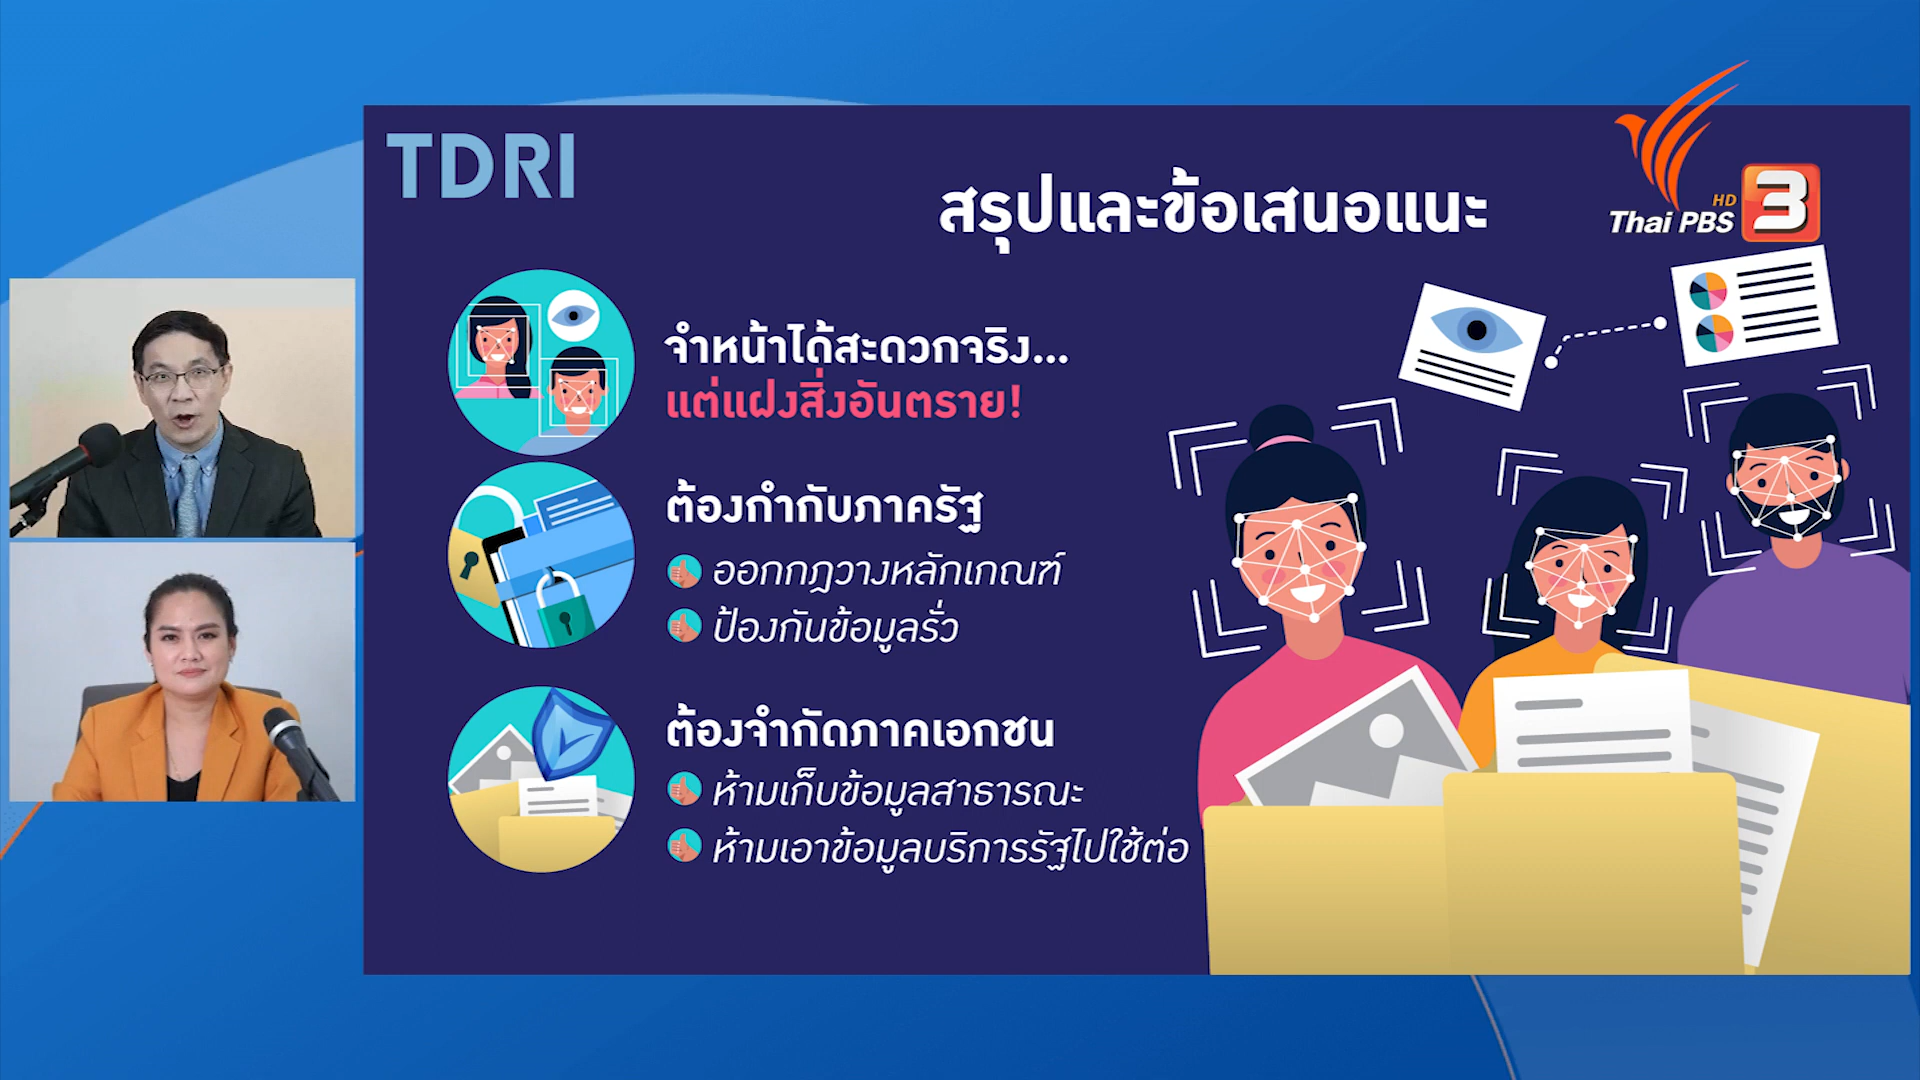 TDRI
สรุปและข้อเสนอแนะ
HD
Thai PBS 3
จำหน้าได้สะดวกจริง...
แต่แฝงสิ่งอันตราย!
ต้องกำกับภาครัฐ
ออกกฎวางหลักเกณฑ์
ป้องกันข้อมูลรั่ว
ต้องจำกัดภาคเอกชน
ห้ามเก็บข้อมูลสาธารณะ
ห้ามเอาข้อมูลบริการรัฐไปใช้ต่อ